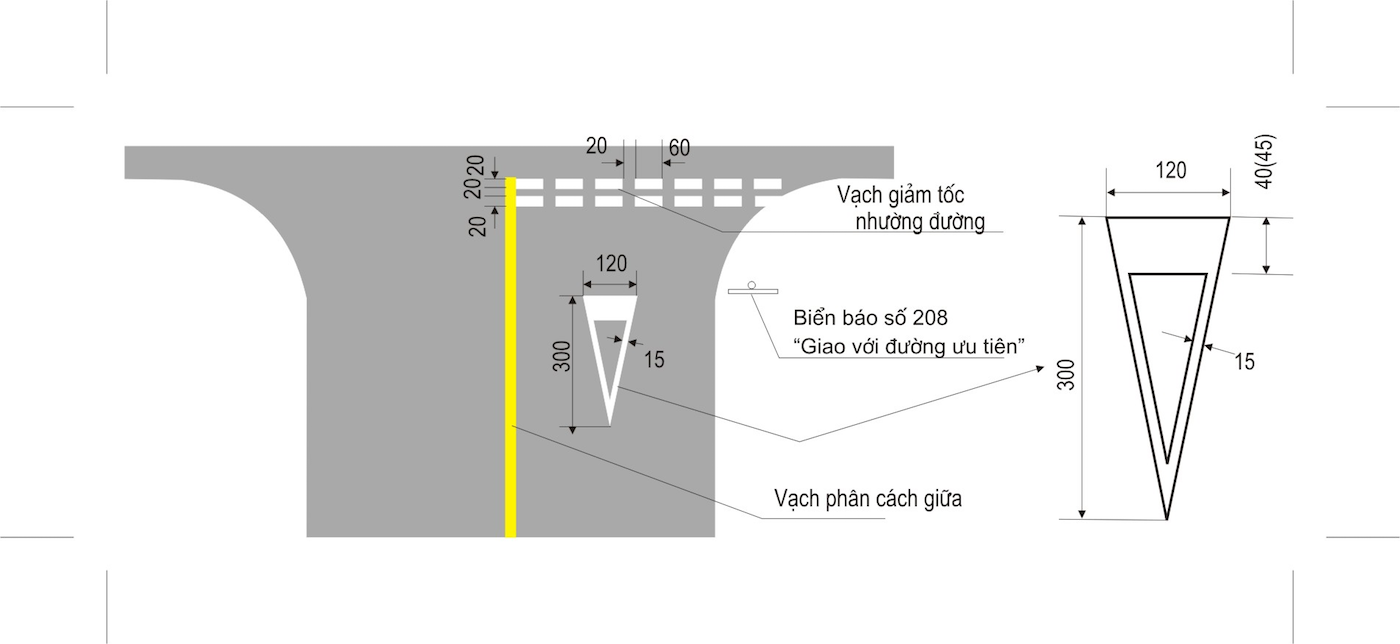 20
60
20
20
20
Vạch giảm tốc
nhường đường
120
300
15
Biển báo số 208
“Giao với đường ưu tiên”
Vạch phân cách giữa
120
40(45)
300
15